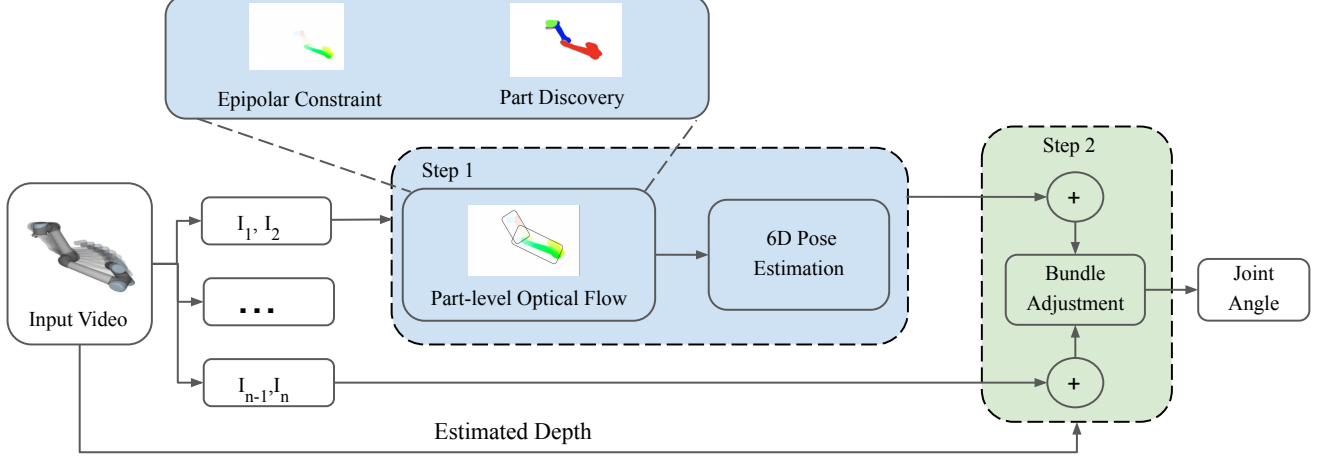 Epipolar Constraint
Part Discovery
Step 1
Step 2
Input Video
I1, I2
...
In-1,In
Part-level Optical Flow
6D Pose
Estimation
+
Bundle
Adjustment
+
Joint
Angle
Estimated Depth